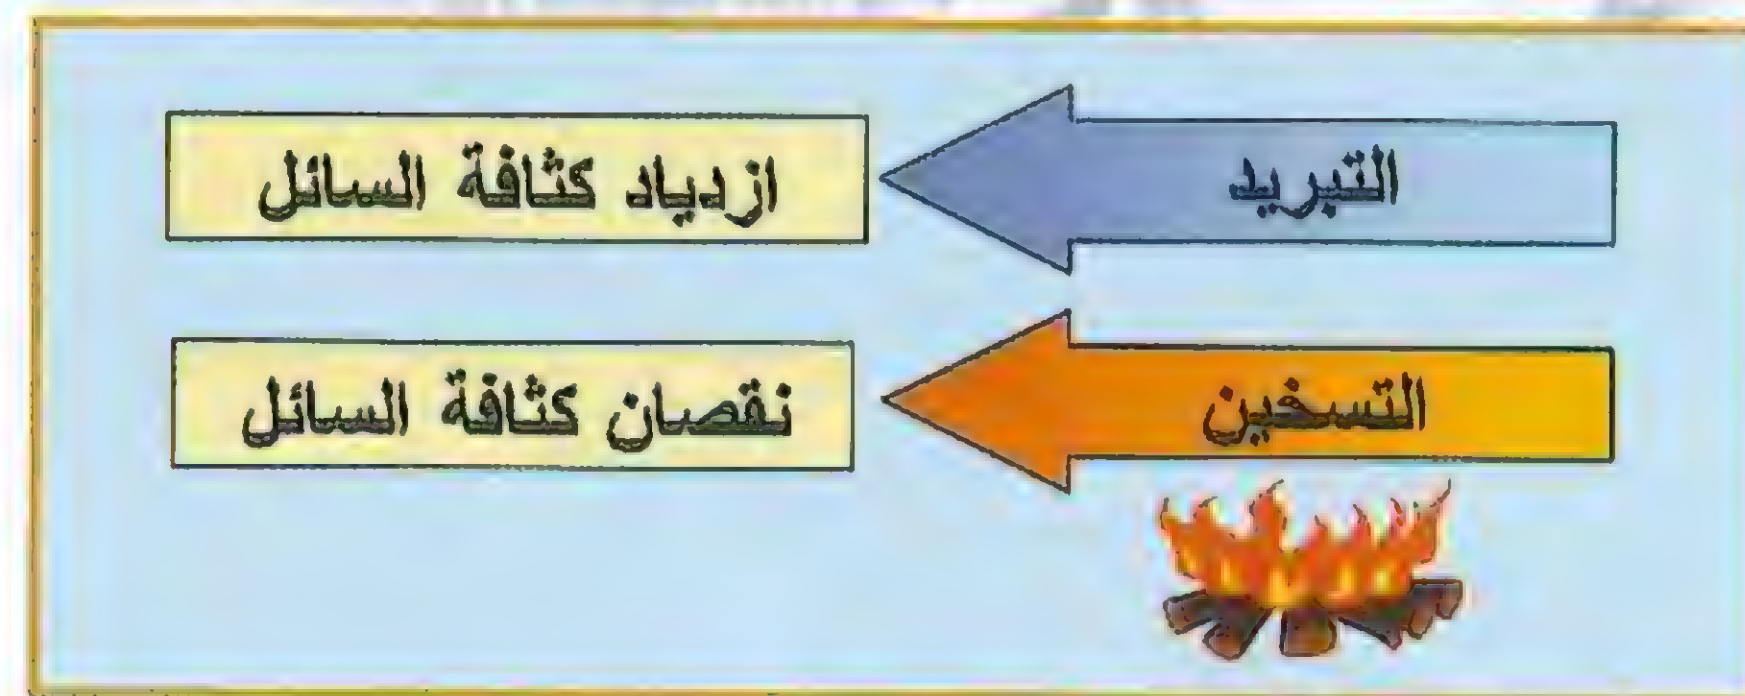 التبريد
ازدياد كثافة السائل
التسخين
نقصان كثافة السائل